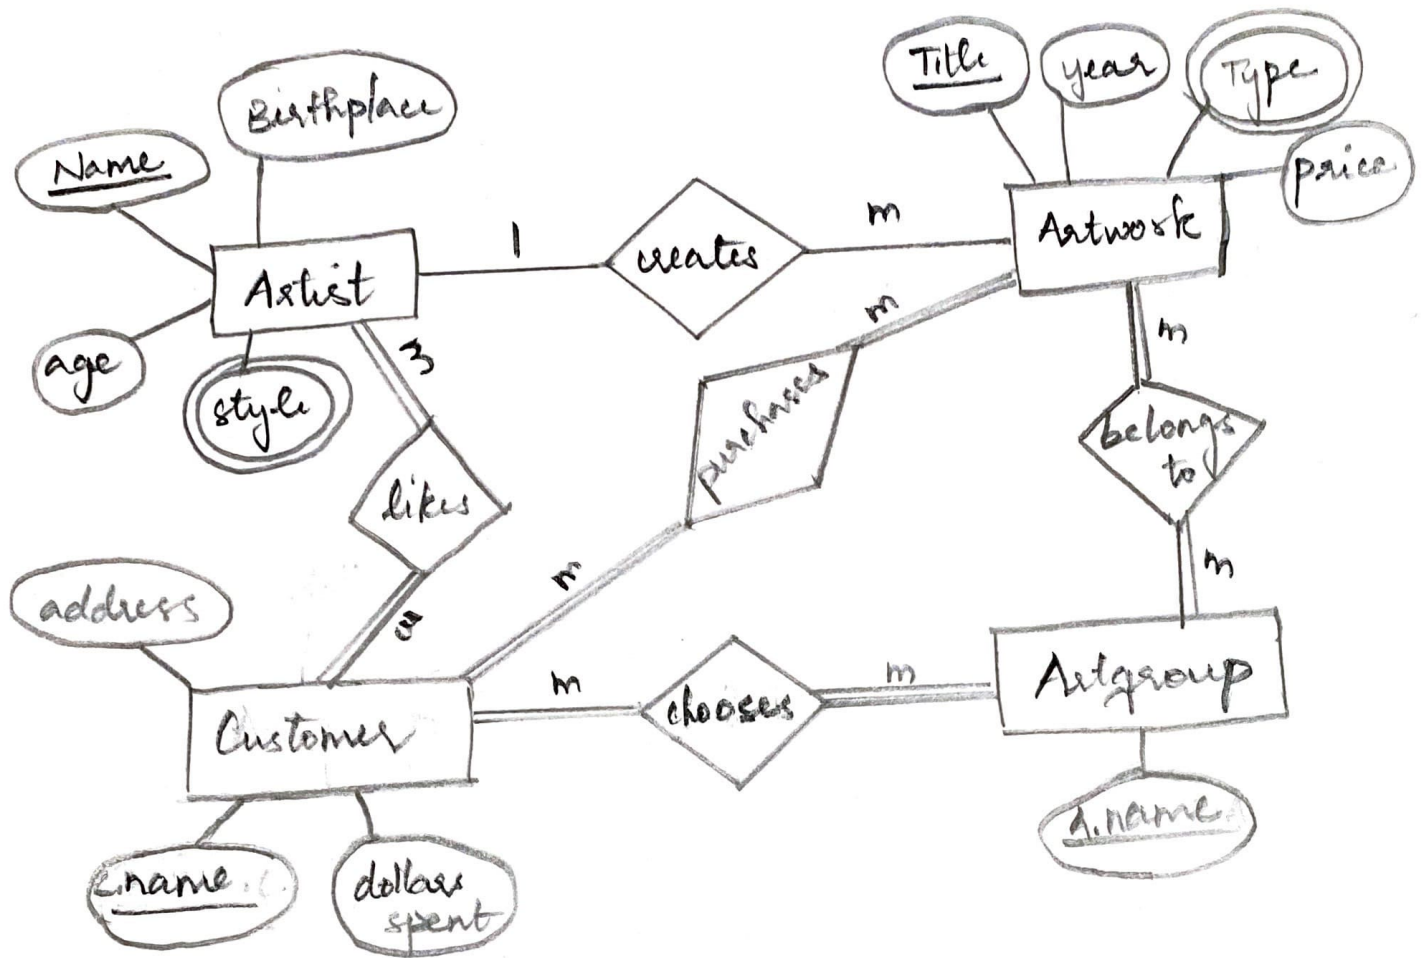 Title
year
Type
price
Birthplace
Name
Artist
age
style
1
creates
m
Artwork
m
purchases
m
m
belongs
to
m
m
likes
m
address
Customer
m
chooses
m
Artgroup
c.name
dollars
spent
name